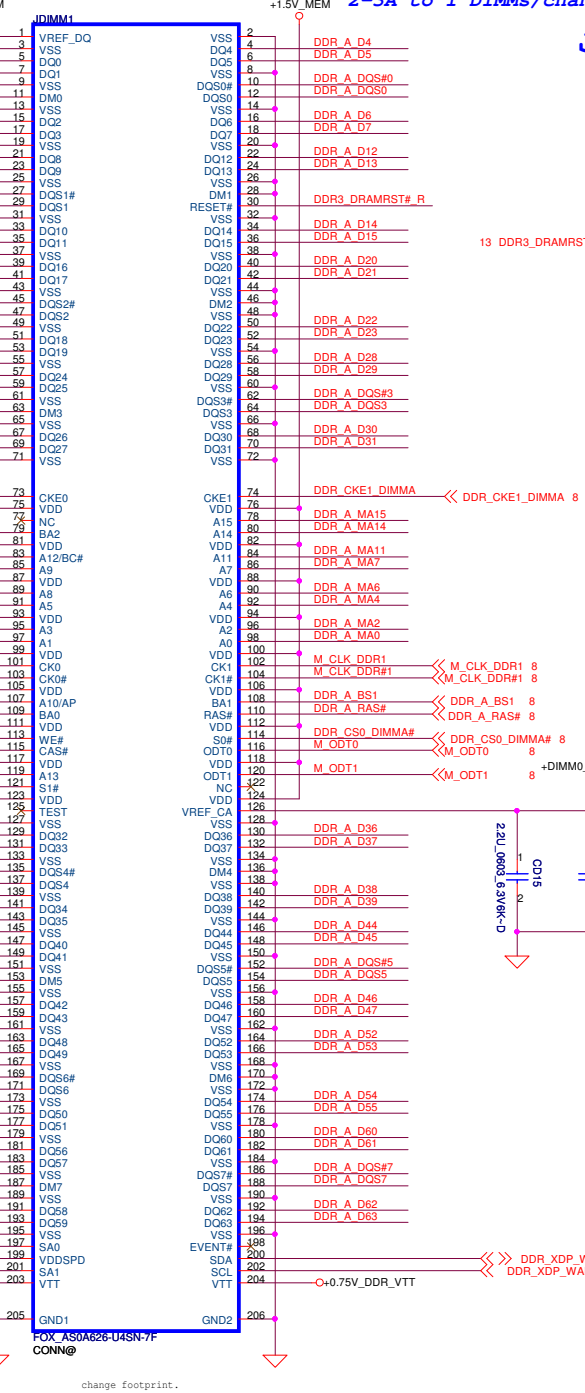 +1.5V_MEM
JDIMM1
1 VREF_DQ VSS 2
3 VSS DQ4 4 DDR_A_D4
5 DQ0 DQ5 6 DDR_A_D5
7 DQ1 VSS 8
9 VSS DQS0# 10 DDR_A_DQS#0
11 DM0 DQS0 12 DDR_A_DQS0
13 VSS VSS 14
15 DQ2 DQ6 16 DDR_A_D6
17 DQ3 DQ7 18 DDR_A_D7
19 VSS VSS 20
21 DQ8 DQ12 22 DDR_A_D12
23 DQ9 DQ13 24 DDR_A_D13
25 VSS VSS 26
27 DQS1# DM1 28
29 DQS1 RESET# 30 DDR3_DRAMRST#_R
31 VSS VSS 32
33 DQ10 DQ14 34 DDR_A_D14
35 DQ11 DQ15 36 DDR_A_D15
13
37 VSS VSS 38
39 DQ16 DQ20 40 DDR_A_D20
41 DQ17 DQ21 42 DDR_A_D21
43 VSS VSS 44
45 DQS2# DM2 46
47 DQS2 VSS 48
49 VSS DQ22 50 DDR_A_D22
51 DQ18 DQ23 52 DDR_A_D23
53 DQ19 VSS 54
55 VSS DQ28 56 DDR_A_D28
57 DQ24 DQ29 58 DDR_A_D29
59 DQ25 VSS 60
61 VSS DQS3# 62 DDR_A_DQS#3
63 DM3 DQS3 64 DDR_A_DQS3
65 VSS VSS 66
67 DQ26 DQ30 68 DDR_A_D30
69 DQ27 DQ31 70 DDR_A_D31
71 VSS VSS 72
73 CKE0 CKE1 74 DDR_CKE1_DIMMA DDR_CKE1_DIMMA 8
75 VDD VDD 76
77 NC A15 78 DDR_A_MA15
79 BA2 A14 80 DDR_A_MA14
81 VDD VDD 82
83 A12/BC# A11 84 DDR_A_MA11
85 A9 A7 86 DDR_A_MA7
87 VDD VDD 88
89 A8 A6 90 DDR_A_MA6
91 A5 A4 92 DDR_A_MA4
93 VDD VDD 94
95 A3 A2 96 DDR_A_MA2
97 A1 A0 98 DDR_A_MA0
99 VDD VDD 100
101 CK0 CK1 102 M_CLK_DDR1 M_CLK_DDR1 8
103 CK0# CK1# 104 M_CLK_DDR#1 M_CLK_DDR#1 8
105 VDD VDD 106
107 A10/AP BA1 108 DDR_A_BS1 DDR_A_BS1 8
109 BA0 RAS# 110 DDR_A_RAS# DDR_A_RAS# 8
111 VDD VDD 112
113 WE# S0# 114 DDR_CS0_DIMMA# DDR_CS0_DIMMA# 8
115 CAS# ODT0 116 M_ODT0 M_ODT0 8
117 VDD VDD 118
119 A13 ODT1 120 M_ODT1 M_ODT1 8
121 S1# NC 122
123 VDD VDD 124
125 TEST VREF_CA 126
127 VSS VSS 128
129 DQ32 DQ36 130 DDR_A_D36
131 DQ33 DQ37 132 DDR_A_D37
133 VSS VSS 134
135 DQS4# DM4 136
137 DQS4 VSS 138
139 VSS DQ38 140 DDR_A_D38
141 DQ34 DQ39 142 DDR_A_D39
143 DQ35 VSS 144
145 VSS DQ44 146 DDR_A_D44
147 DQ40 DQ45 148 DDR_A_D45
149 DQ41 VSS 150
151 VSS DQS5# 152 DDR_A_DQS#5
153 DM5 DQS5 154 DDR_A_DQS5
155 VSS VSS 156
157 DQ42 DQ46 158 DDR_A_D46
159 DQ43 DQ47 160 DDR_A_D47
161 VSS VSS 162
163 DQ48 DQ52 164 DDR_A_D52
165 DQ49 DQ53 166 DDR_A_D53
167 VSS VSS 168
169 DQS6# DM6 170
171 DQS6 VSS 172
173 VSS DQ54 174 DDR_A_D54
175 DQ50 DQ55 176 DDR_A_D55
177 DQ51 VSS 178
179 VSS DQ60 180 DDR_A_D60
181 DQ56 DQ61 182 DDR_A_D61
183 DQ57 VSS 184
185 VSS DQS7# 186 DDR_A_DQS#7
187 DM7 DQS7 188 DDR_A_DQS7
189 VSS VSS 190
191 DQ58 DQ62 192 DDR_A_D62
193 DQ59 DQ63 194 DDR_A_D63
195 VSS VSS 196
197 SA0 EVENT# 198
199 VDDSPD SDA 200
201 SA1 SCL 202
203 VTT VTT 204 +0.75V_DDR_VTT
205 GND1 GND2 206
FOX_AS0A626-U4SN-7F
CONN@
CD15
1
2
2.2U_0603_6.3V6K~D
change footprint.